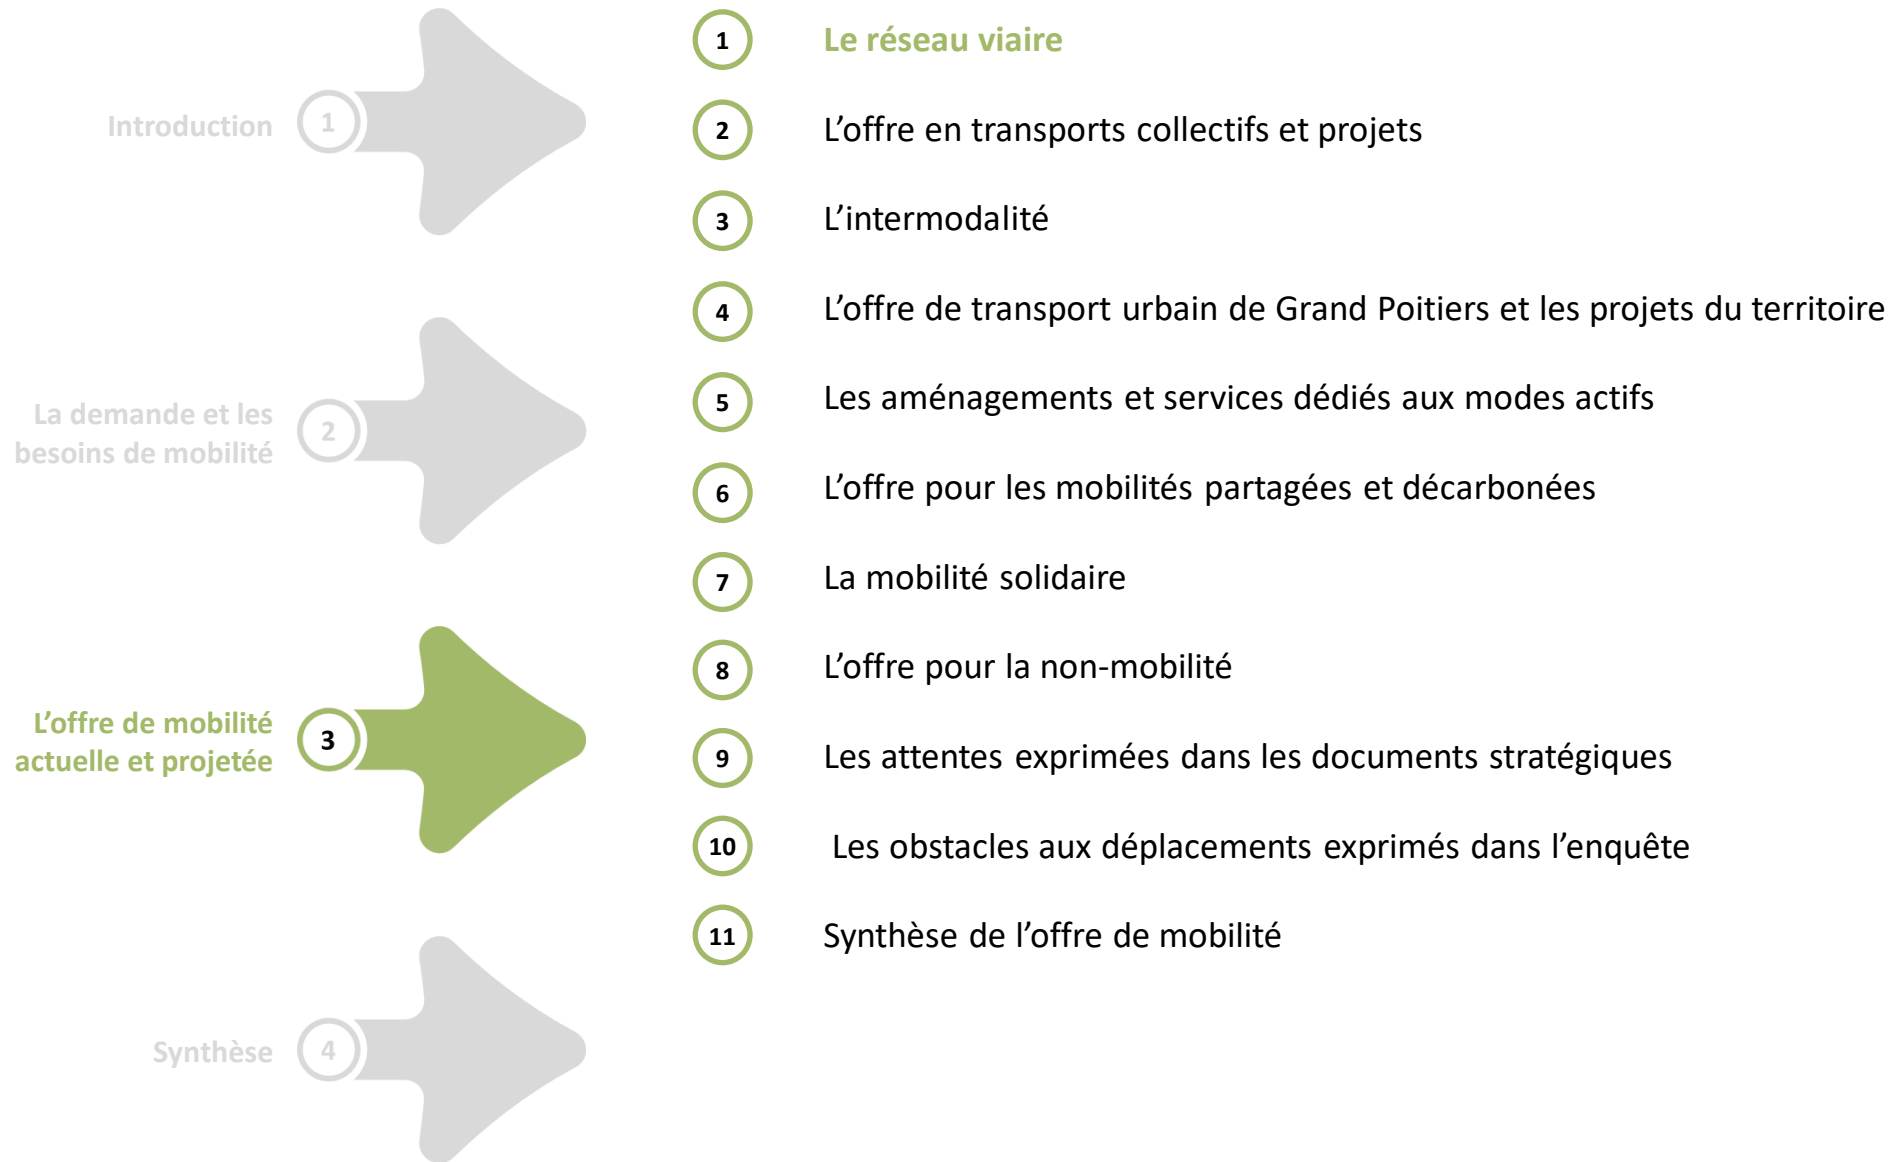 Introduction
1
La demande et les
besoins de mobilité
2
L’offre de mobilité
actuelle et projetée
3
Synthèse
4
1 Le réseau viaire
2 L’offre en transports collectifs et projets
3 L’intermodalité
4 L’offre de transport urbain de Grand Poitiers et les projets du territoire
5 Les aménagements et services dédiés aux modes actifs
6 L’offre pour les mobilités partagées et décarbonées
7 La mobilité solidaire
8 L’offre pour la non-mobilité
9 Les attentes exprimées dans les documents stratégiques
10 Les obstacles aux déplacements exprimés dans l’enquête
11 Synthèse de l’offre de mobilité